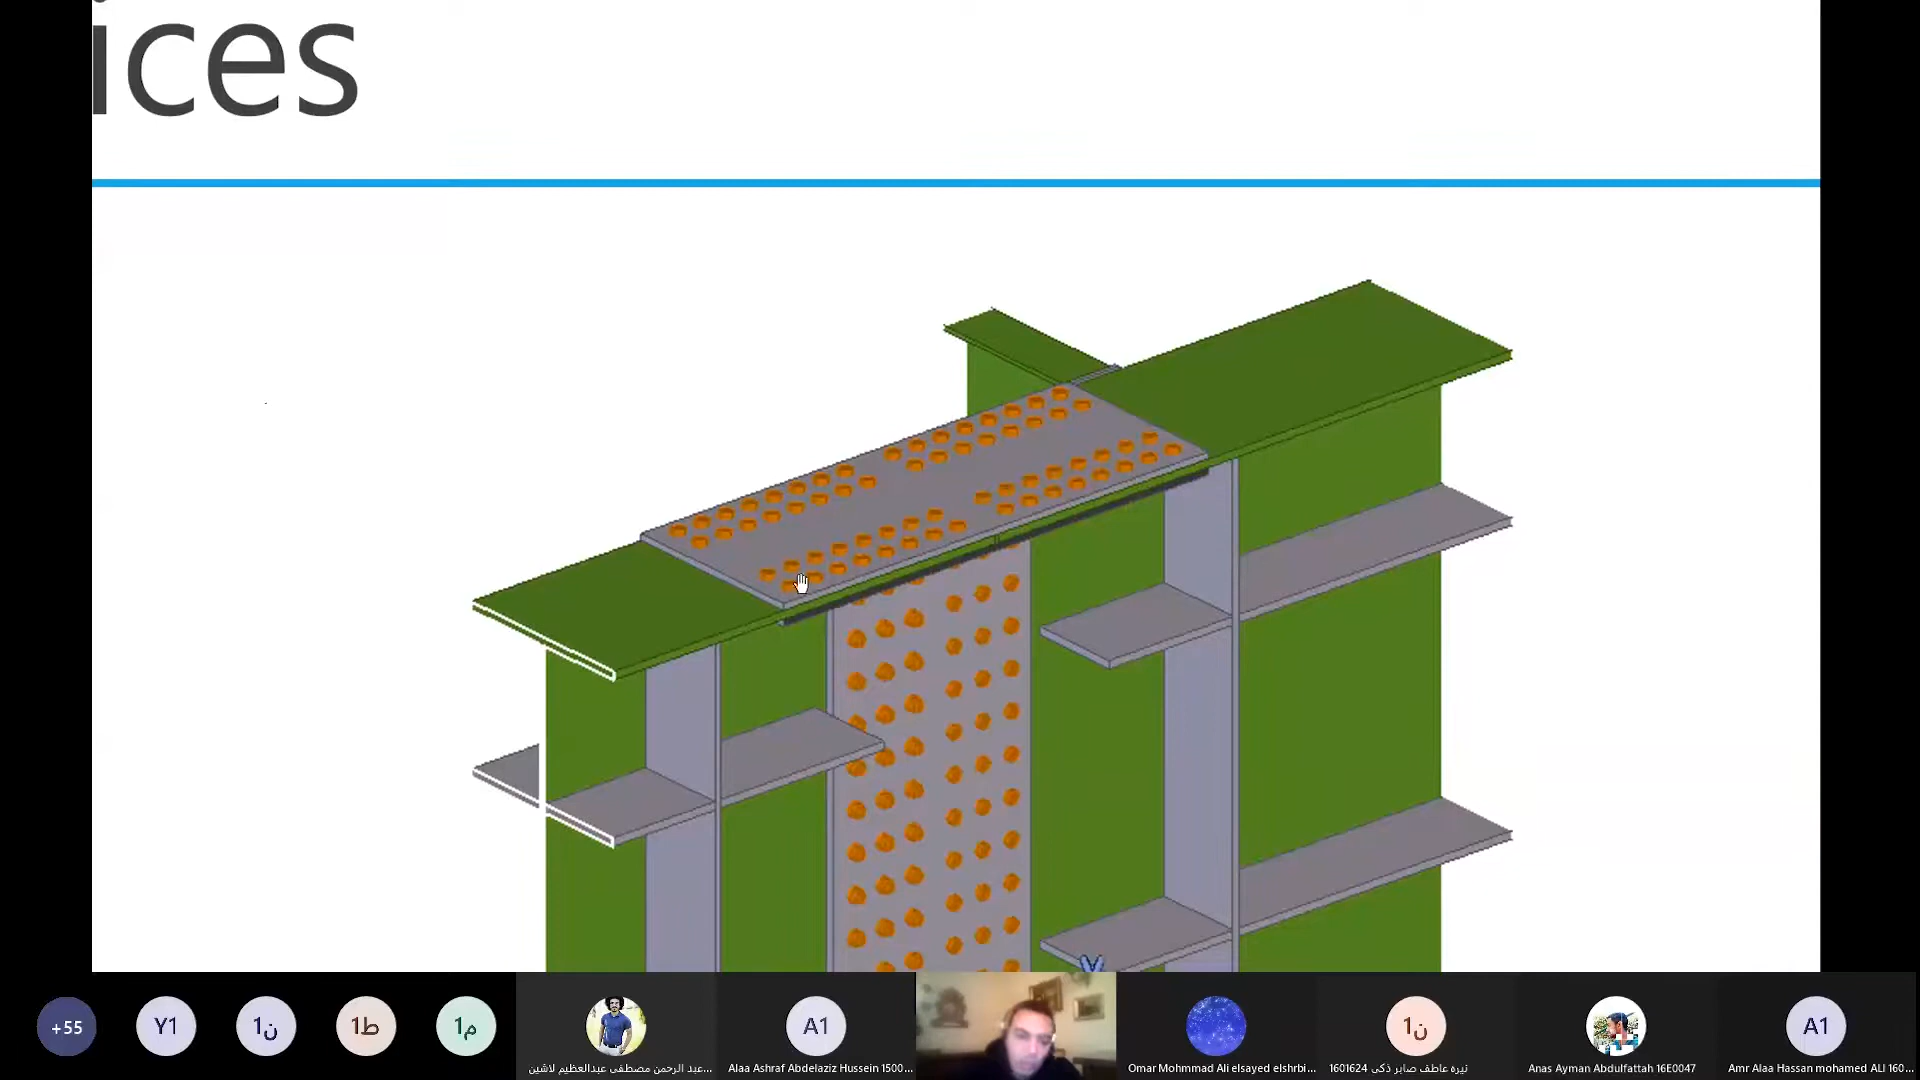 ices
+55
Y1
ن1
ط1
م1
عبد الرحمن مصطفى عبدالعظيم لاشين...
A1
Alaa Ashraf Abdelaziz Hussein 1500...
Omar Mohmmad Ali elsayed elshrbi...
ن1
نيره عاطف صابر ذكى 1601624
Anas Ayman Abdulfattah 16E0047
A1
Amr Alaa Hassan mohamed ALI 160...